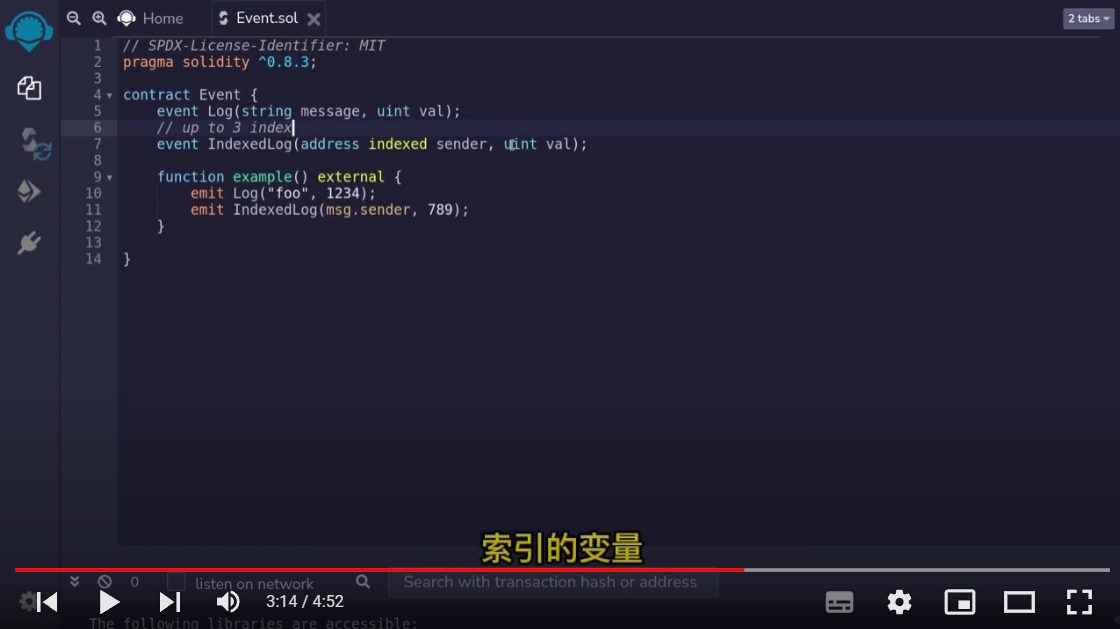 Home
Event.sol
2 tabs
1 // SPDX-License-Identifier: MIT
2 pragma solidity ^0.8.3;
3
4 contract Event {
5 event Log(string message, uint val);
6 // up to 3 index
7 event IndexedLog(address indexed sender, uint val);
8
9 function example() external {
10 emit Log("foo", 1234);
11 emit IndexedLog(msg.sender, 789);
12 }
13
14 }
索引的变量
0 listen on network Search with transaction hash or address
3:14 / 4:52
The following libraries are accessible: